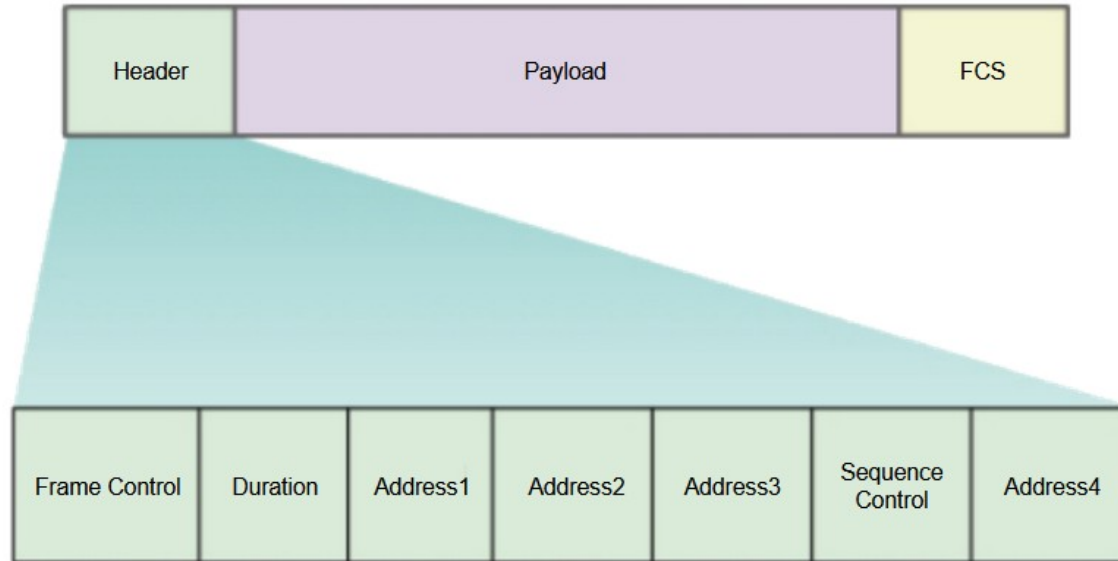 Header
Payload
FCS
Frame Control
Duration
Address1
Address2
Address3
Sequence
Control
Address4